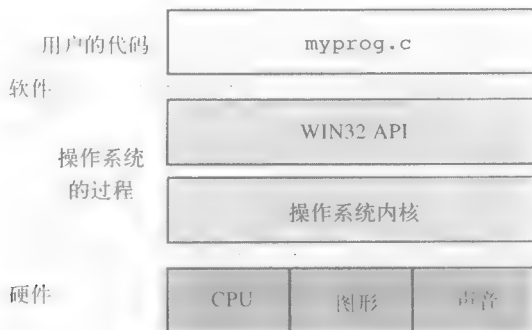 用户的代码
myprog.c
软件
WIN32 API
操作系统
的过程
操作系统内核
硬件
CPU
图形
声音